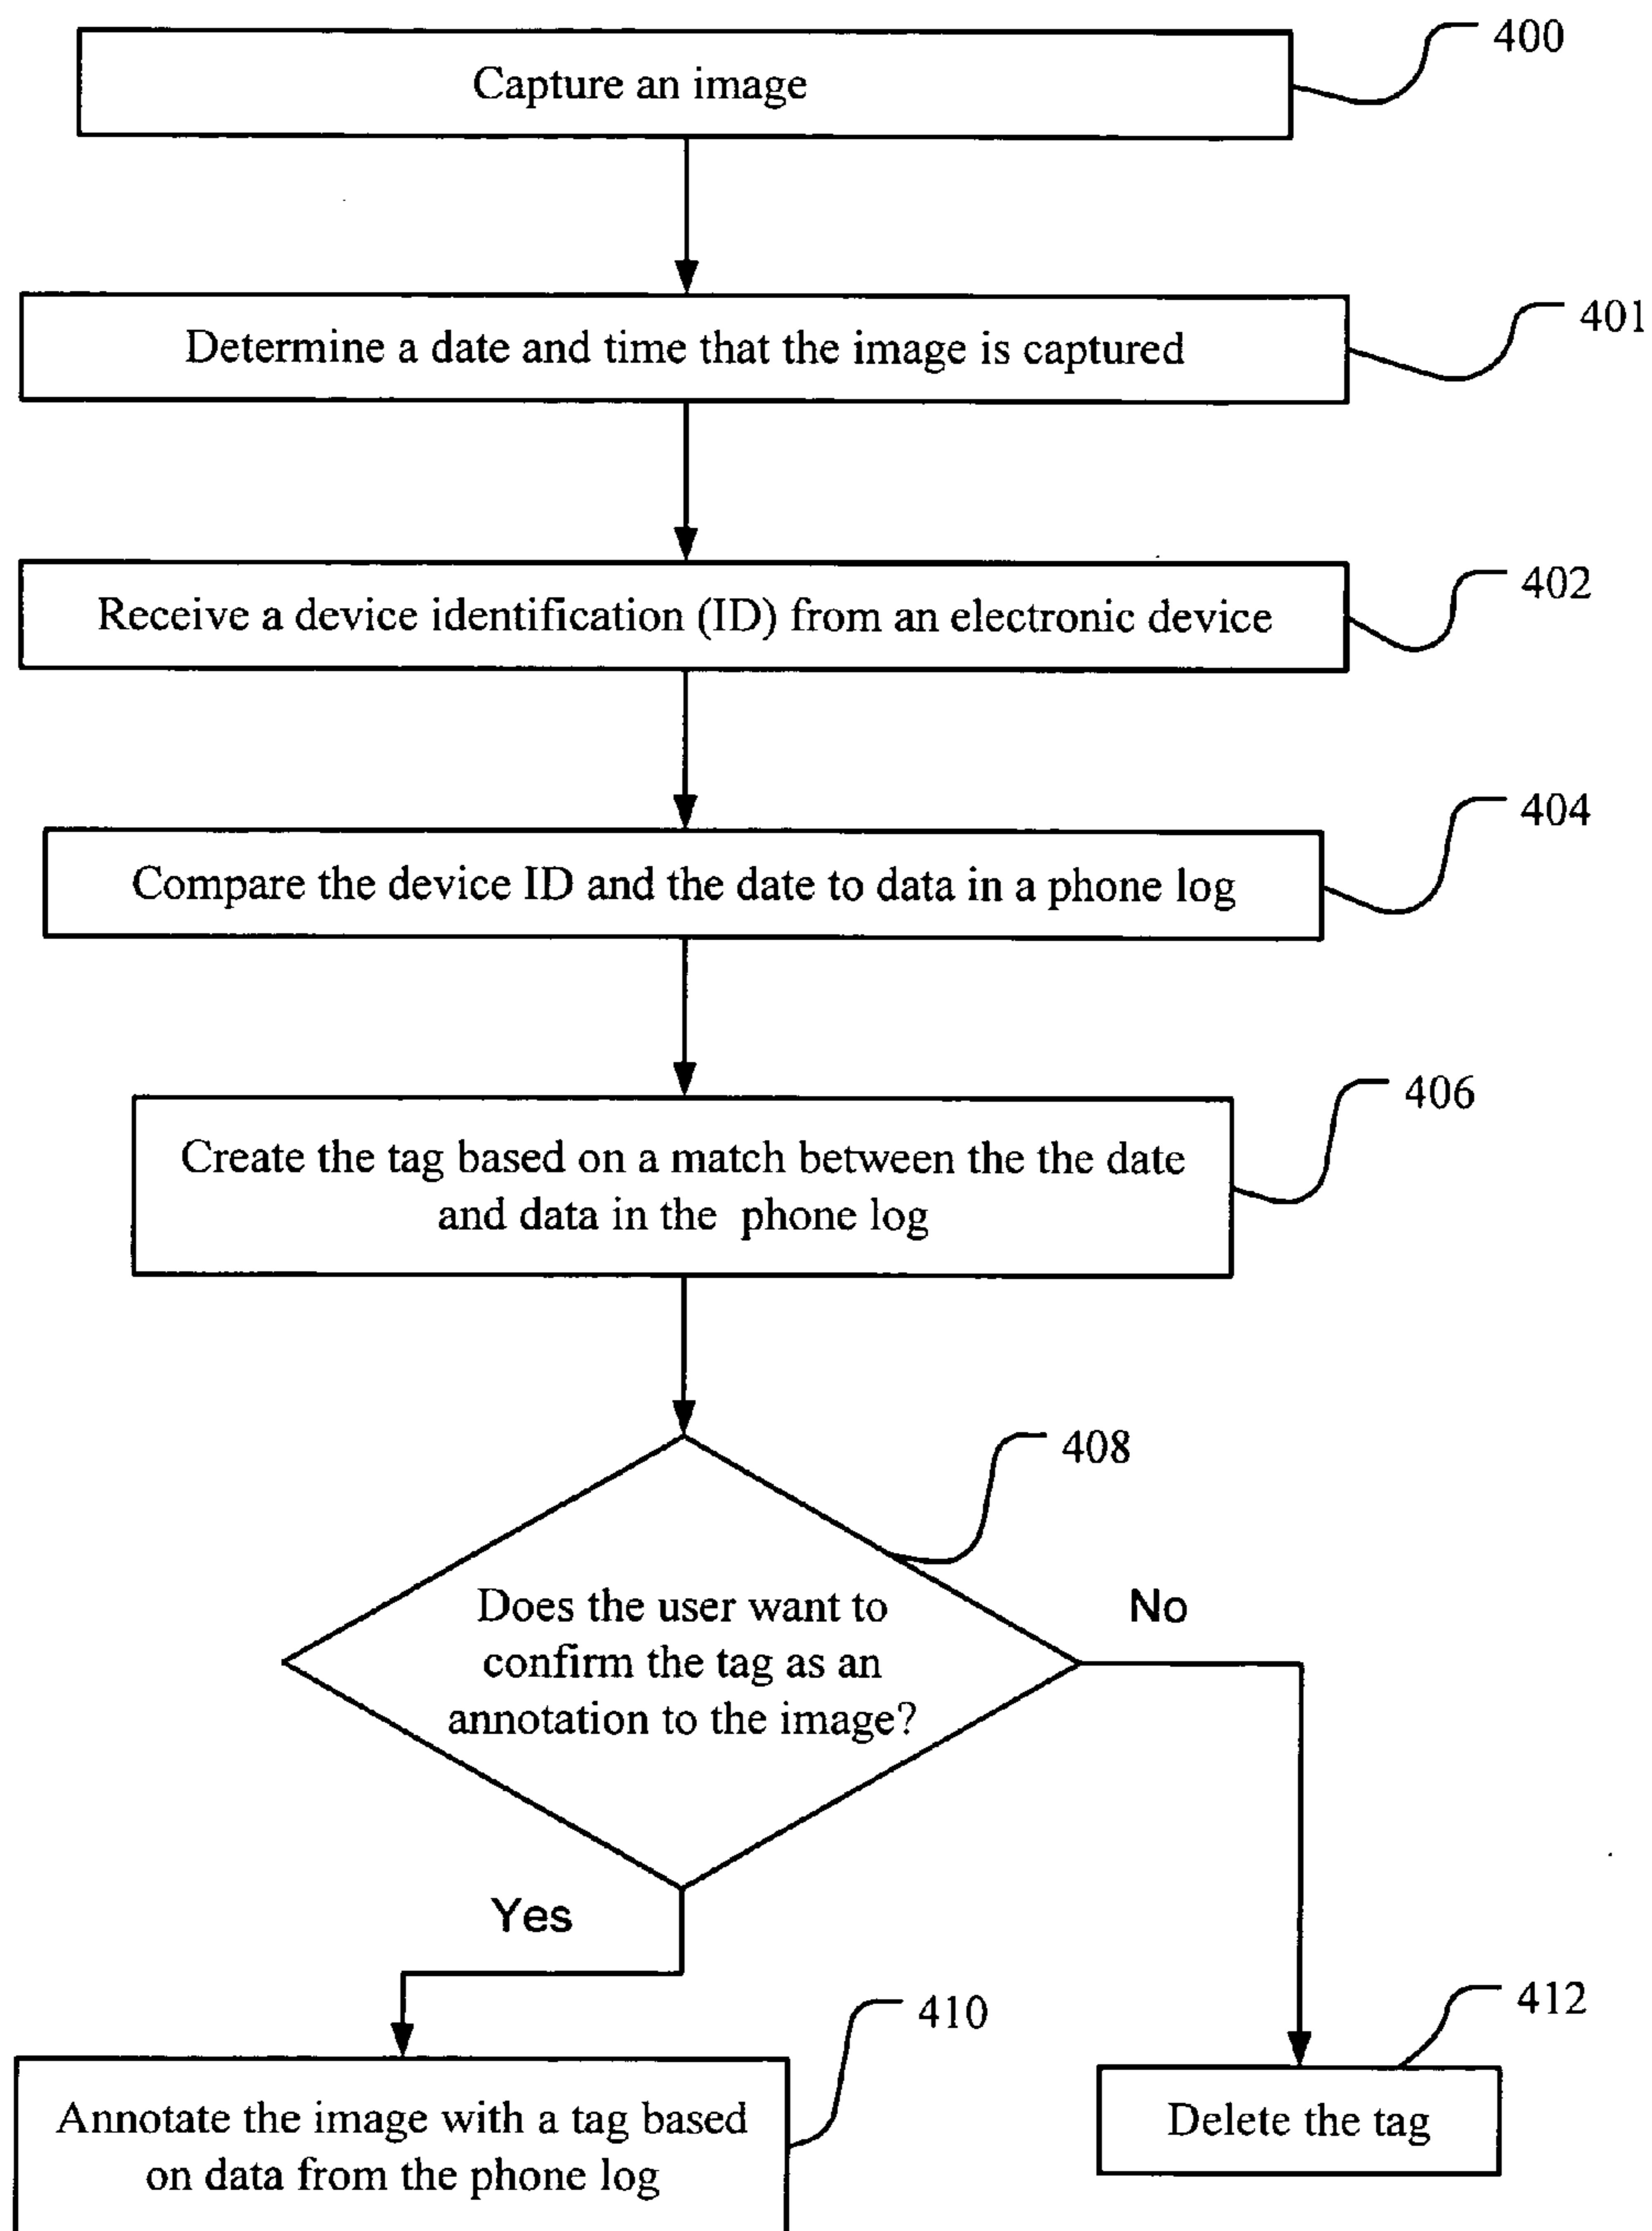 Capture an image
400
Determine a date and time that the image is captured
401
Receive a device identification (ID) from an electronic device
402
Compare the device ID and the date to data in a phone log
404
Create the tag based on a match between the the date
and data in the phone log
406
408
Does the user want to
confirm the tag as an
annotation to the image?
No
Yes
410
Annotate the image with a tag based
on data from the phone log
412
Delete the tag